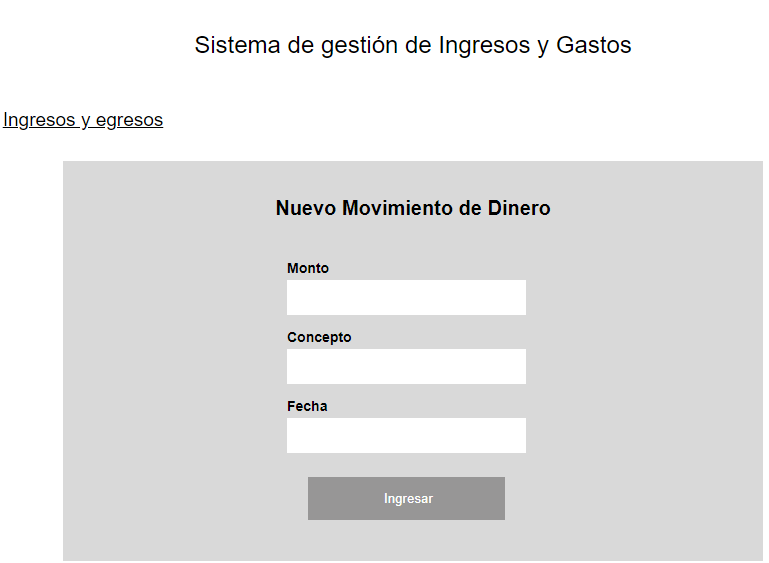 Sistema de gestión de Ingresos y Gastos
Ingresos y egresos
Nuevo Movimiento de Dinero
Monto
Concepto
Fecha
Ingresar